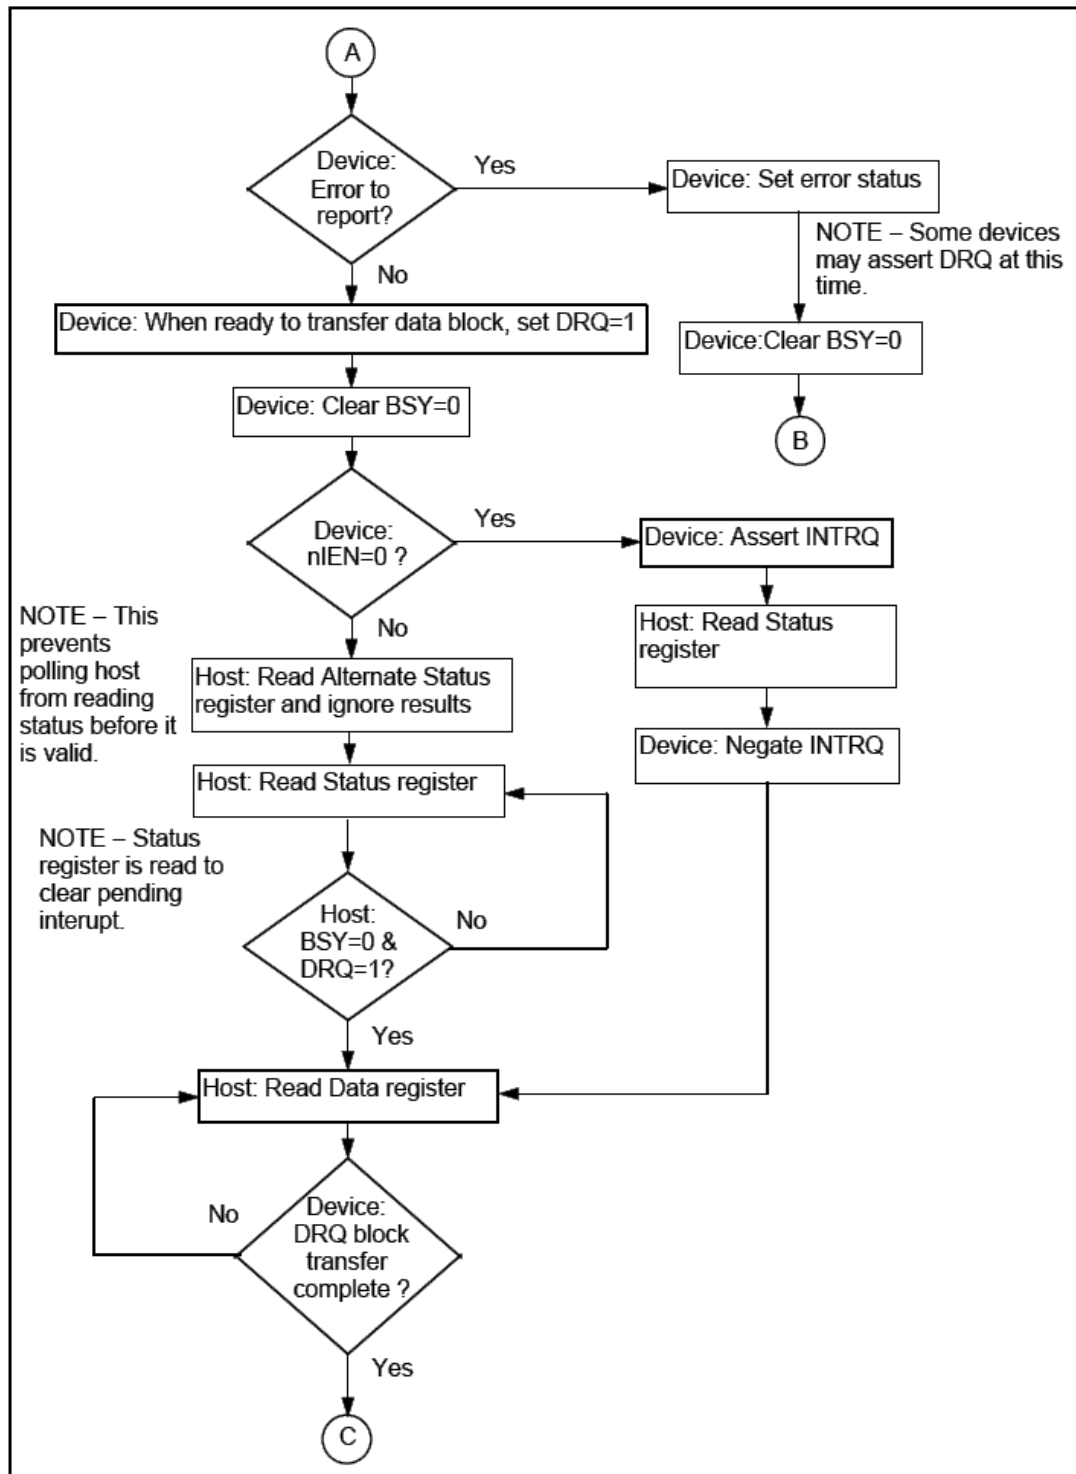 A
Device:
Error to
report?
Yes
Device: Set error status
NOTE – Some devices
may assert DRQ at this
time.
No
Device: When ready to transfer data block, set DRQ=1
Device:Clear BSY=0
Device: Clear BSY=0
B
Device:
nIEN=0 ?
Yes
Device: Assert INTRQ
NOTE – This
prevents
polling host
from reading
status before it
is valid.
No
Host: Read Status
register
Host: Read Alternate Status
register and ignore results
Device: Negate INTRQ
Host: Read Status register
NOTE – Status
register is read to
clear pending
interupt.
Host:
BSY=0 &
DRQ=1?
No
Yes
Host: Read Data register
Device:
DRQ block
transfer
complete ?
No
Yes
C